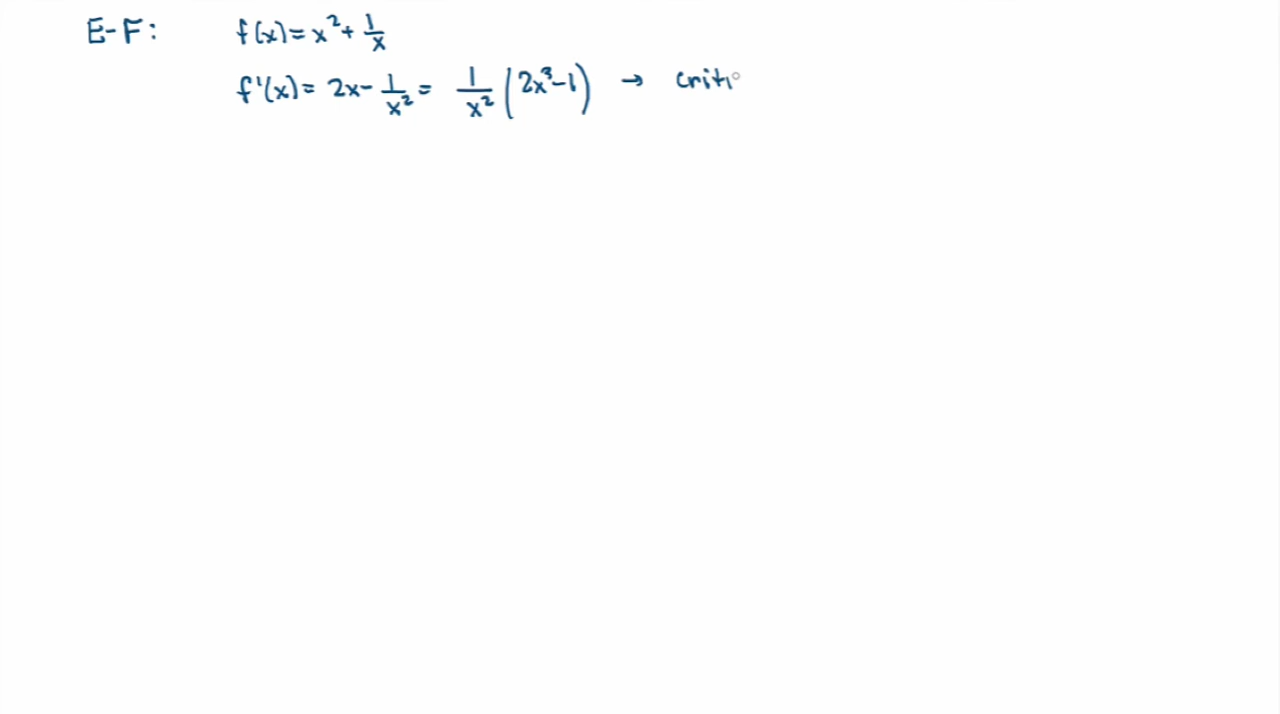 E-F: f(x)= x²+ 1/x
f'(x)= 2x- 1/x² = 1/x² (2x³-1) → criti